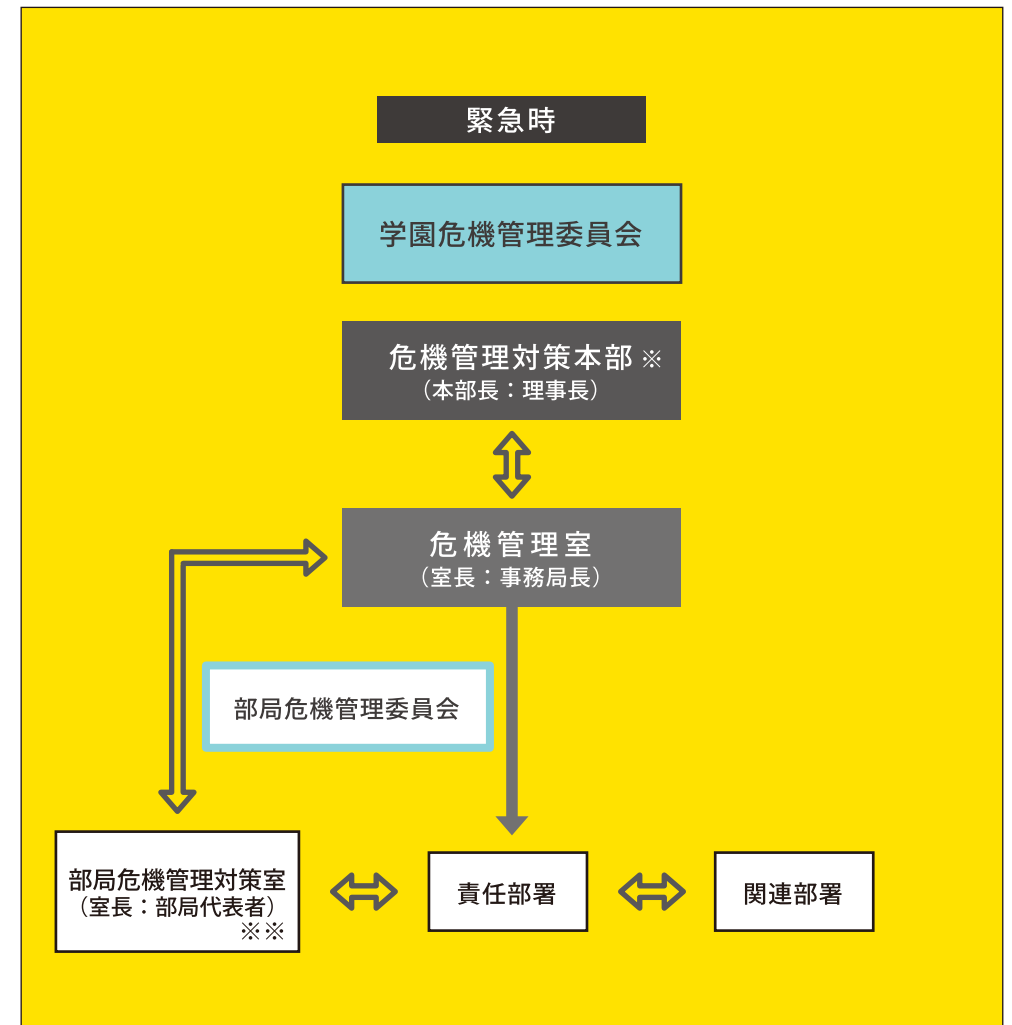 緊急時
学園危機管理委員会
危機管理対策本部※
（本部長：理事長）
危機管理室
（室長：事務局長）
部局危機管理委員会
部局危機管理対策室
（室長：部局代表者）
※※
責任部署
関連部署